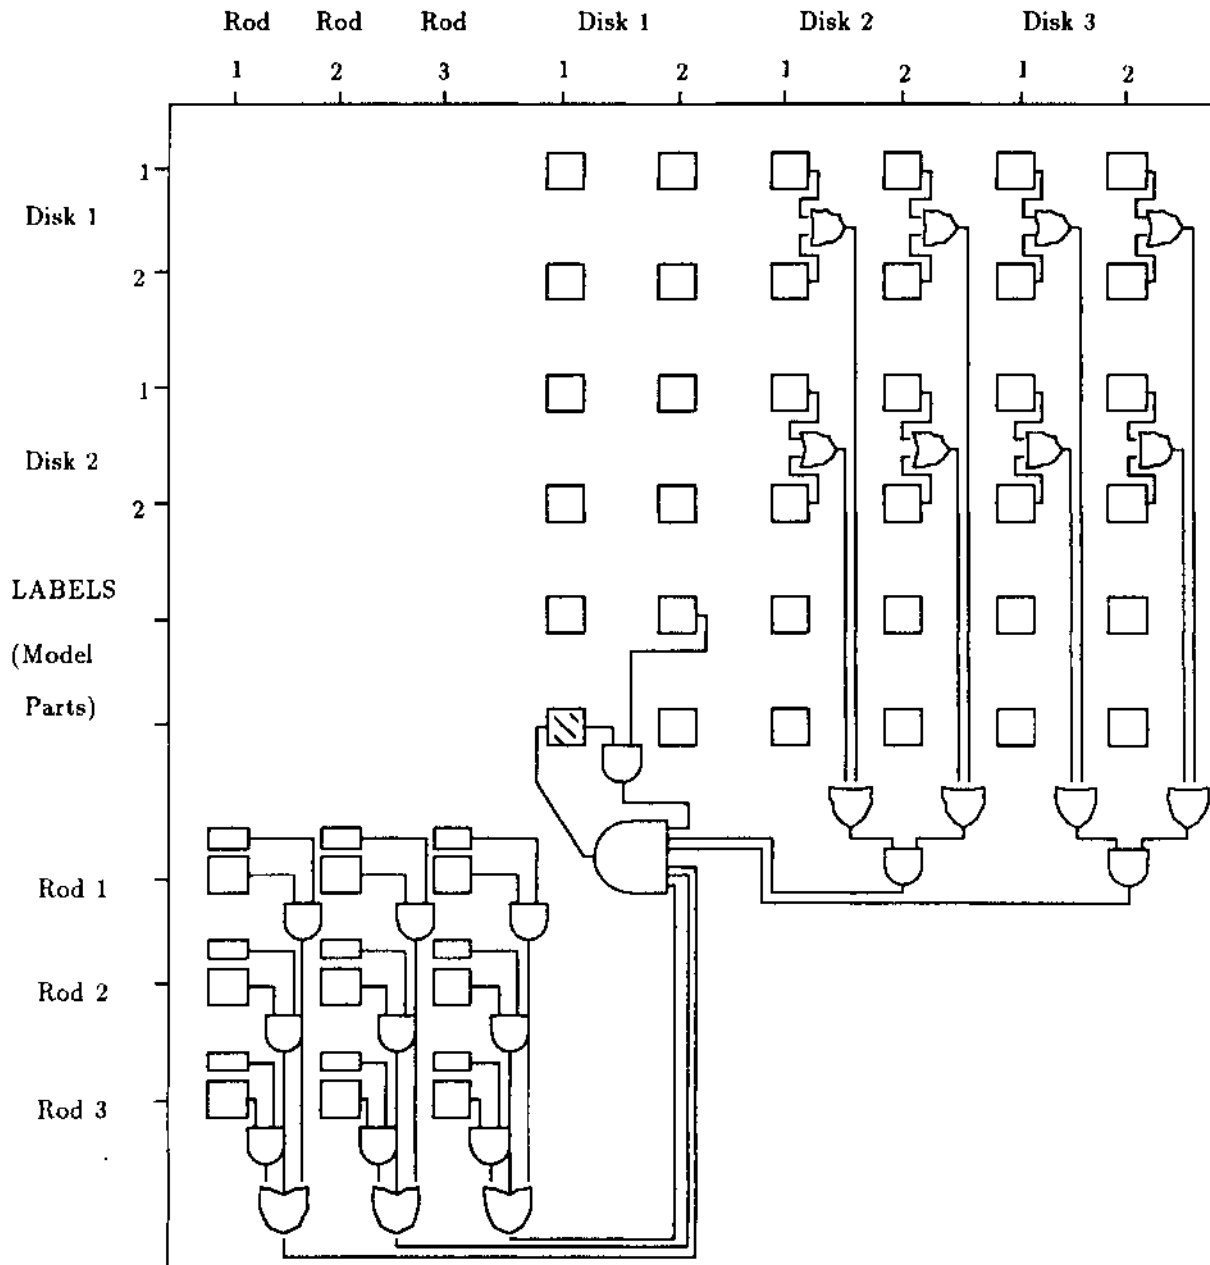 Rod Rod Rod Disk 1 Disk 2 Disk 3
1 2 3 1 2 1 2 1 2
1
Disk 1
2
1
Disk 2
2
LABELS
(Model
Parts)
Rod 1
Rod 2
Rod 3